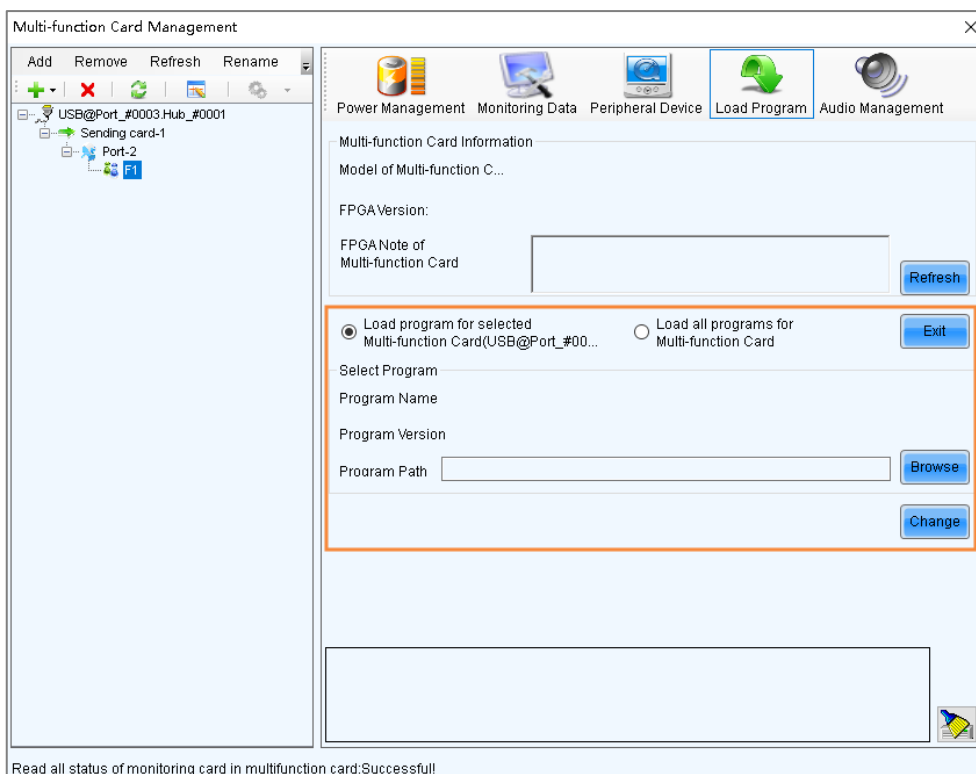 Multi-function Card Management
Add Remove Refresh Rename
USB@Port_#0003.Hub_#0001
Sending card-1
Port-2
F1
Power Management Monitoring Data Peripheral Device Load Program Audio Management
Multi-function Card Information
Model of Multi-function C...
FPGA Version:
FPGA Note of
Multi-function Card
Refresh
Load program for selected
Multi-function Card(USB@Port_#00...
Load all programs for
Multi-function Card
Exit
Select Program
Program Name
Program Version
Program Path
Browse
Change
Read all status of monitoring card in multifunction card:Successful!